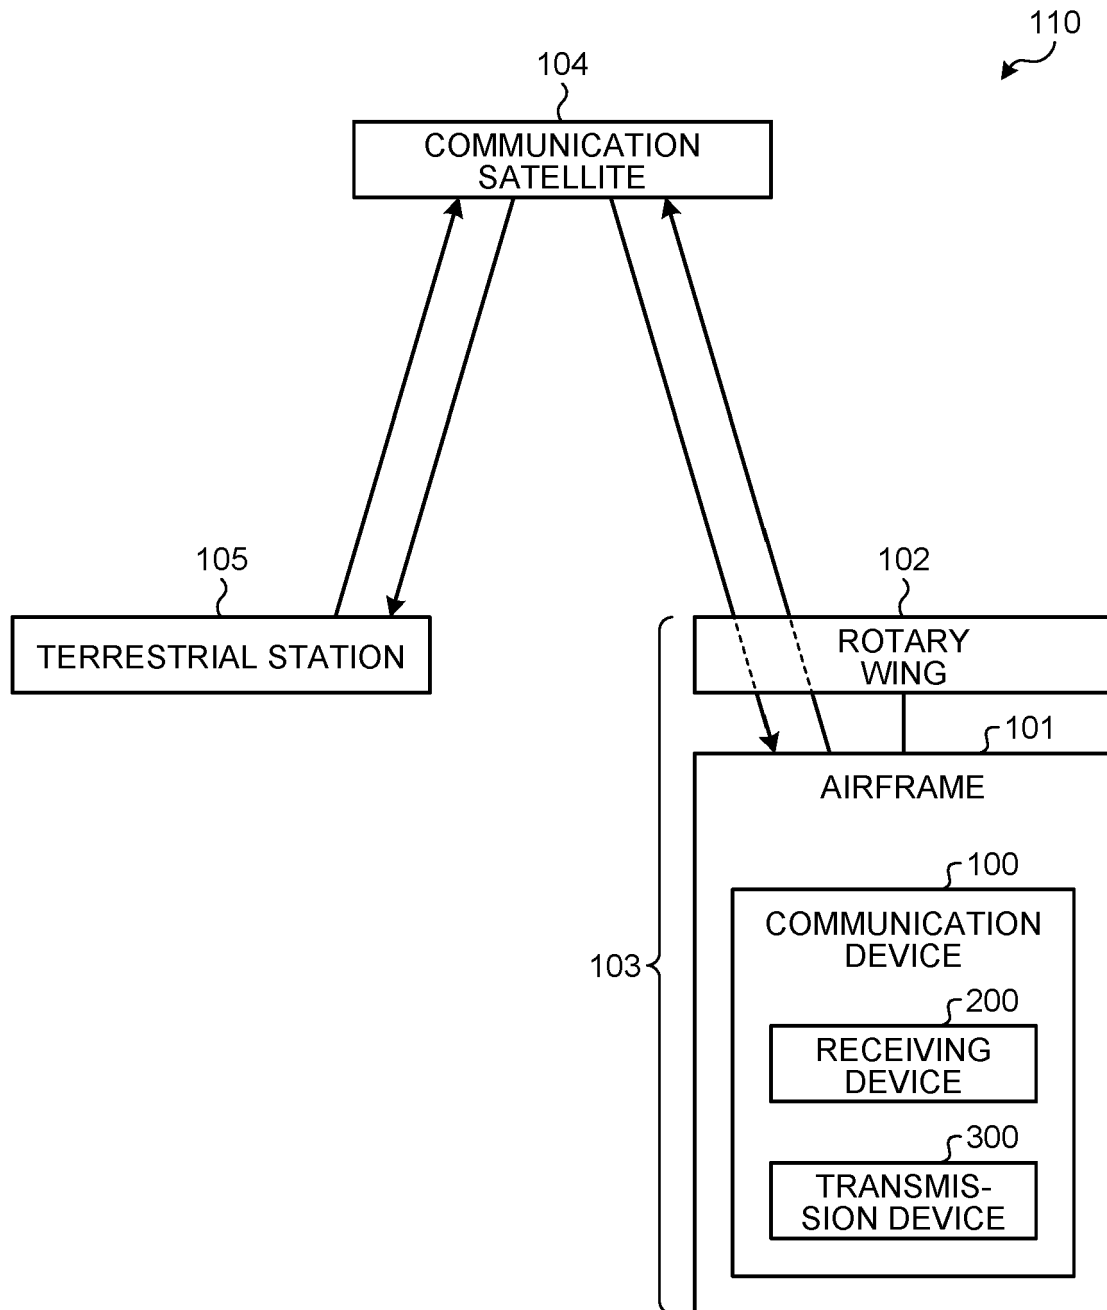 110
104
COMMUNICATION
SATELLITE
105
TERRESTRIAL STATION
102
ROTARY
WING
101
AIRFRAME
103
100
COMMUNICATION
DEVICE
200
RECEIVING
DEVICE
300
TRANSMIS-
SION DEVICE